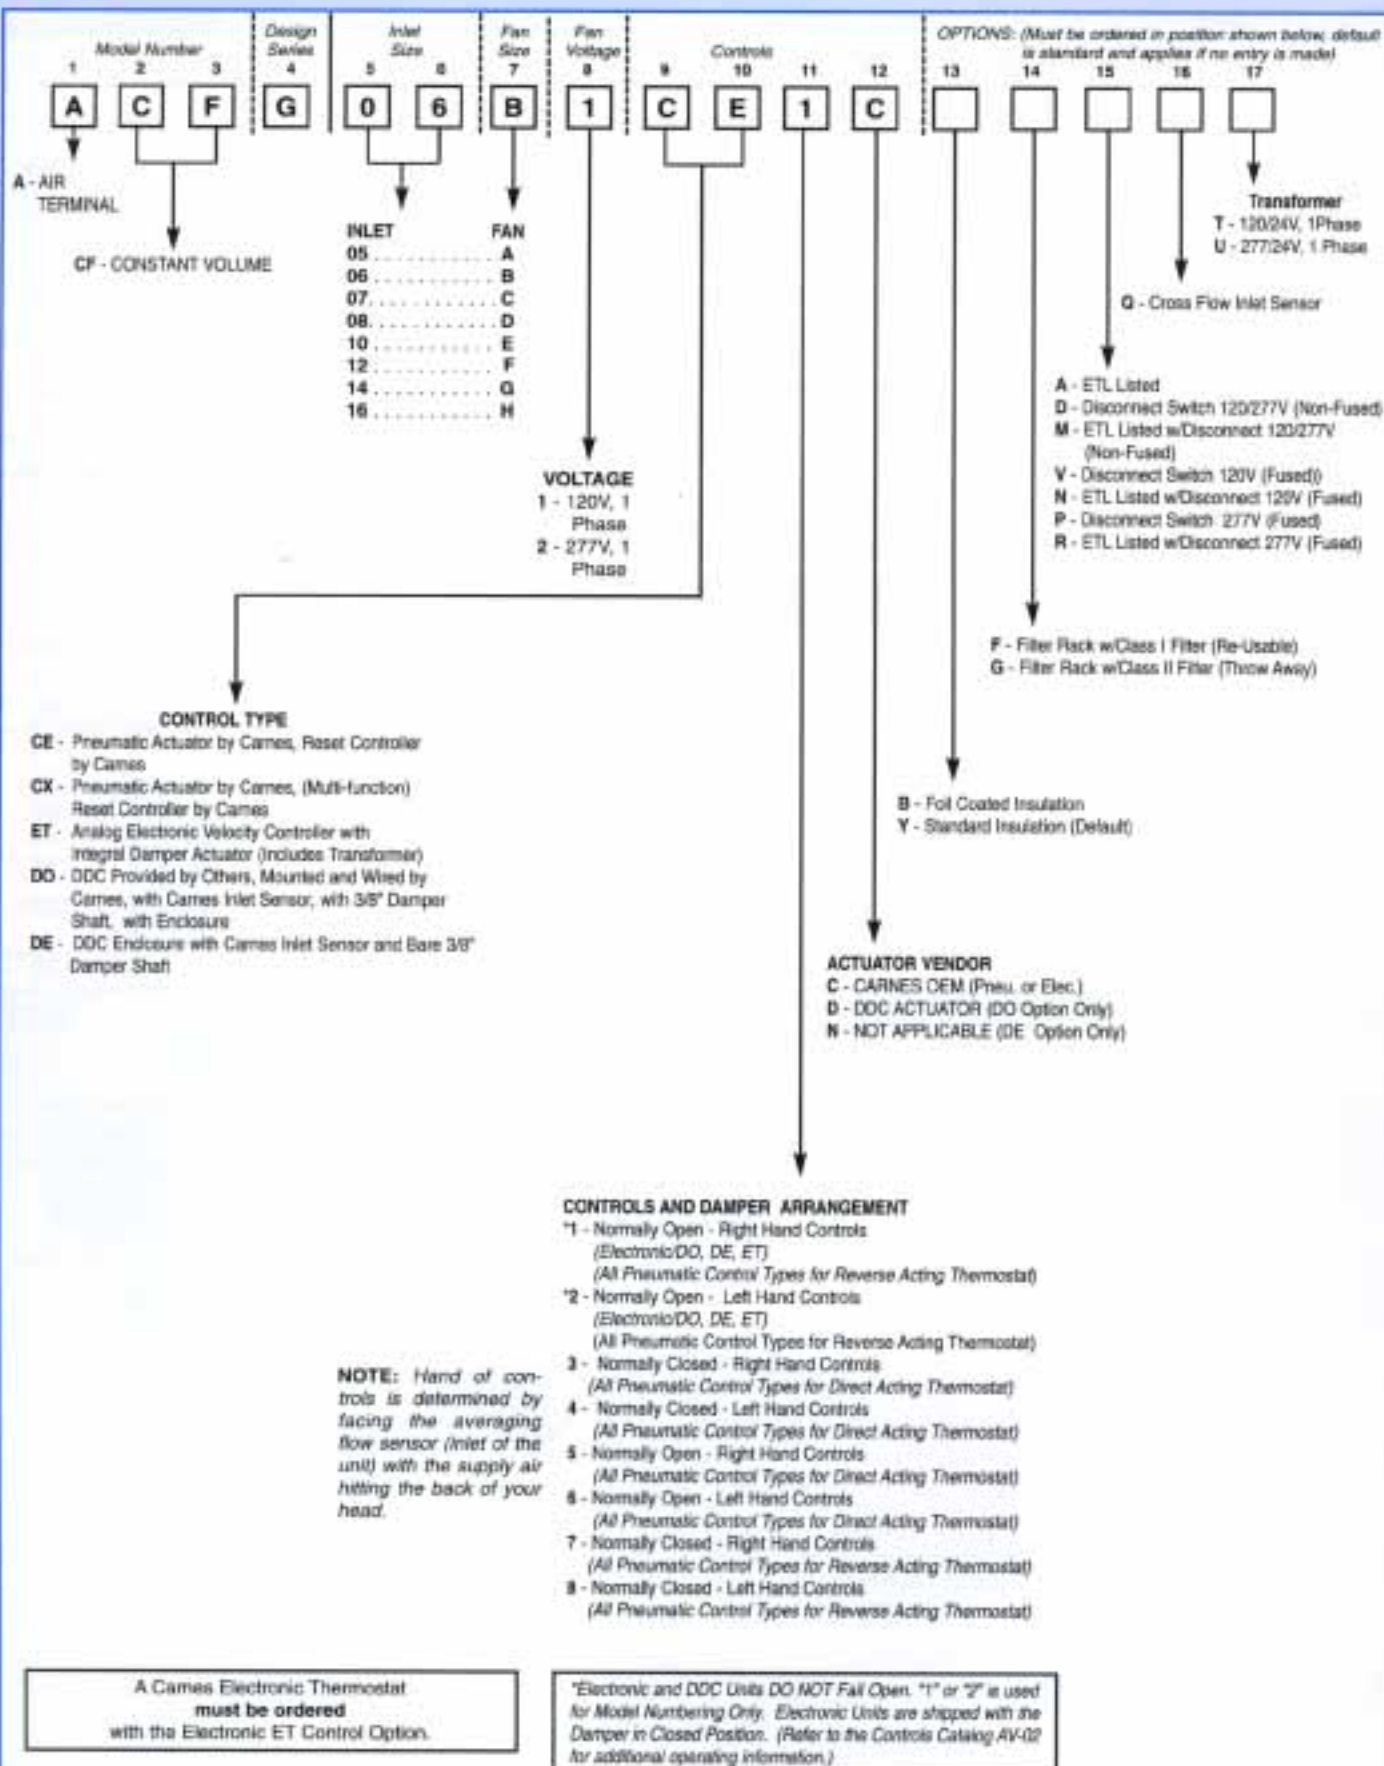 Model Number
Design Series
Inlet Size
Fan Size
Fan Voltage
Controls
OPTIONS: (Must be ordered in position shown below, default is standard and applies if no entry is made)
1 2 3 4 5 6 7 8 9 10 11 12 13 14 15 16 17
A C F G 0 6 B 1 C E 1 C
A - AIR
TERMINAL
CF - CONSTANT VOLUME
INLET FAN
05 . . . . . . . . . . . A
06 . . . . . . . . . . . B
07 . . . . . . . . . . . C
08 . . . . . . . . . . . D
10 . . . . . . . . . . . E
12 . . . . . . . . . . . F
14 . . . . . . . . . . . G
16 . . . . . . . . . . . H
VOLTAGE
1 - 120V, 1
Phase
2 - 277V, 1
Phase
Transformer
T - 120/24V, 1Phase
U - 277/24V, 1 Phase
Q - Cross Flow Inlet Sensor
A - ETL Listed
D - Disconnect Switch 120/277V (Non-Fused)
M - ETL Listed w/Disconnect 120/277V
(Non-Fused)
V - Disconnect Switch 120V (Fused))
N - ETL Listed w/Disconnect 120V (Fused)
P - Disconnect Switch 277V (Fused)
R - ETL Listed w/Disconnect 277V (Fused)
F - Filter Rack w/Class I Filter (Re-Usable)
G - Filter Rack w/Class II Filter (Throw Away)
CONTROL TYPE
CE - Pneumatic Actuator by Carnes, Reset Controller
by Carnes
CX - Pneumatic Actuator by Carnes, (Multi-function)
Reset Controller by Carnes
ET - Analog Electronic Velocity Controller with
Integral Damper Actuator (Includes Transformer)
DO - DDC Provided by Others, Mounted and Wired by
Carnes, with Carnes Inlet Sensor, with 3/8" Damper
Shaft, with Enclosure
DE - DDC Enclosure with Carnes Inlet Sensor and Bare 3/8"
Damper Shaft
B - Foil Coated Insulation
Y - Standard Insulation (Default)
ACTUATOR VENDOR
C - CARNES OEM (Pneu. or Elec.)
D - DDC ACTUATOR (DO Option Only)
N - NOT APPLICABLE (DE Option Only)
CONTROLS AND DAMPER ARRANGEMENT
*1 - Normally Open - Right Hand Controls
(Electronic/DO, DE, ET)
(All Pneumatic Control Types for Reverse Acting Thermostat)
*2 - Normally Open - Left Hand Controls
(Electronic/DO, DE, ET)
(All Pneumatic Control Types for Reverse Acting Thermostat)
3 - Normally Closed - Right Hand Controls
(All Pneumatic Control Types for Direct Acting Thermostat)
4 - Normally Closed - Left Hand Controls
(All Pneumatic Control Types for Direct Acting Thermostat)
5 - Normally Open - Right Hand Controls
(All Pneumatic Control Types for Direct Acting Thermostat)
6 - Normally Open - Left Hand Controls
(All Pneumatic Control Types for Direct Acting Thermostat)
7 - Normally Closed - Right Hand Controls
(All Pneumatic Control Types for Reverse Acting Thermostat)
8 - Normally Closed - Left Hand Controls
(All Pneumatic Control Types for Reverse Acting Thermostat)
NOTE: Hand of con-
trols is determined by
facing the averaging
flow sensor (inlet of the
unit) with the supply air
hitting the back of your
head.
A Carnes Electronic Thermostat
must be ordered
with the Electronic ET Control Option.
*Electronic and DDC Units DO NOT Fail Open. "1" or "2" is used
for Model Numbering Only. Electronic Units are shipped with the
Damper in Closed Position. (Refer to the Controls Catalog AV-02
for additional operating information.)